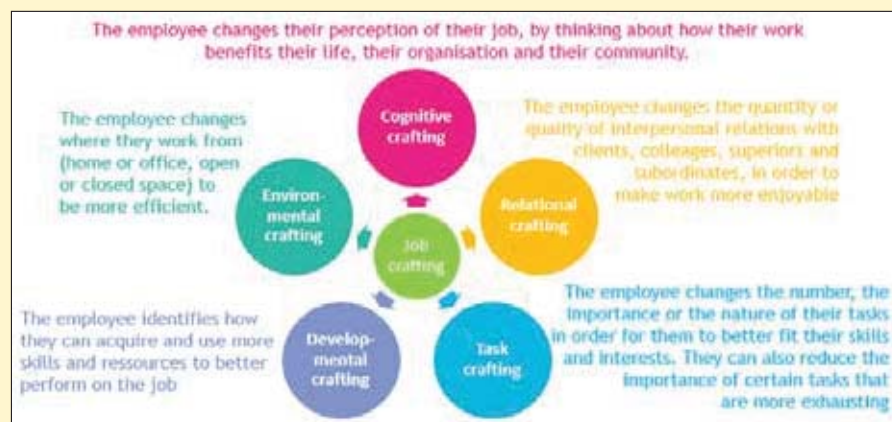 The employee changes their perception of their job, by thinking about how their work
benefits their life, their organisation and their community.
Cognitive
crafting
The employee changes
where they work from
(home or office, open
or closed space) to
be more efficient.
Environ-
mental
crafting
The employee changes the quantity or
quality of interpersonal relations with
clients, colleages, superiors and
subordinates, in order to
make work more enjoyable
Relational
crafting
Job
crafting
The employee identifies how
they can acquire and use more
skills and ressources to better
perform on the job
Develop-
mental
crafting
Task
crafting
The employee changes the number, the
importance or the nature of their tasks
in order for them to better fit their skills
and interests. They can also reduce the
importance of certain tasks that
are more exhausting